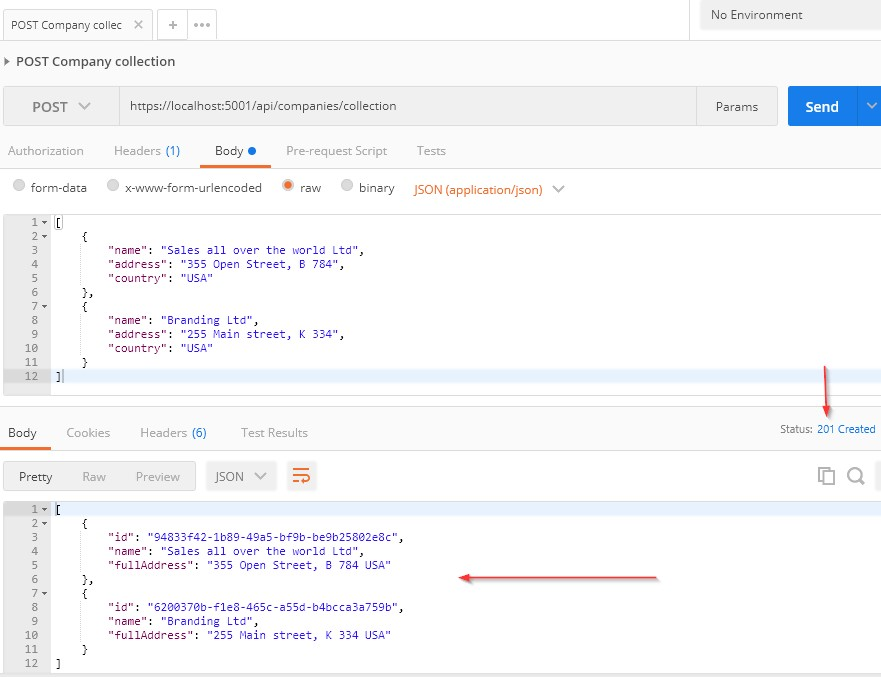 POST Company collec × + •••
No Environment
POST Company collection
POST https://localhost:5001/api/companies/collection Params Send
Authorization Headers (1) Body Pre-request Script Tests
form-data x-www-form-urlencoded raw binary JSON (application/json)
1 [
2 {
3 "name": "Sales all over the world Ltd",
4 "address": "355 Open Street, B 784",
5 "country": "USA"
6 },
7 {
8 "name": "Branding Ltd",
9 "address": "255 Main street, K 334",
10 "country": "USA"
11 }
12 ]
Body Cookies Headers (6) Test Results Status: 201 Created
Pretty Raw Preview JSON
1 [
2 {
3 "id": "94833f42-1b89-49a5-bf9b-be9b25802e8c",
4 "name": "Sales all over the world Ltd",
5 "fullAddress": "355 Open Street, B 784 USA"
6 },
7 {
8 "id": "6200370b-f1e8-465c-a55d-b4bcca3a759b",
9 "name": "Branding Ltd",
10 "fullAddress": "255 Main street, K 334 USA"
11 }
12 ]